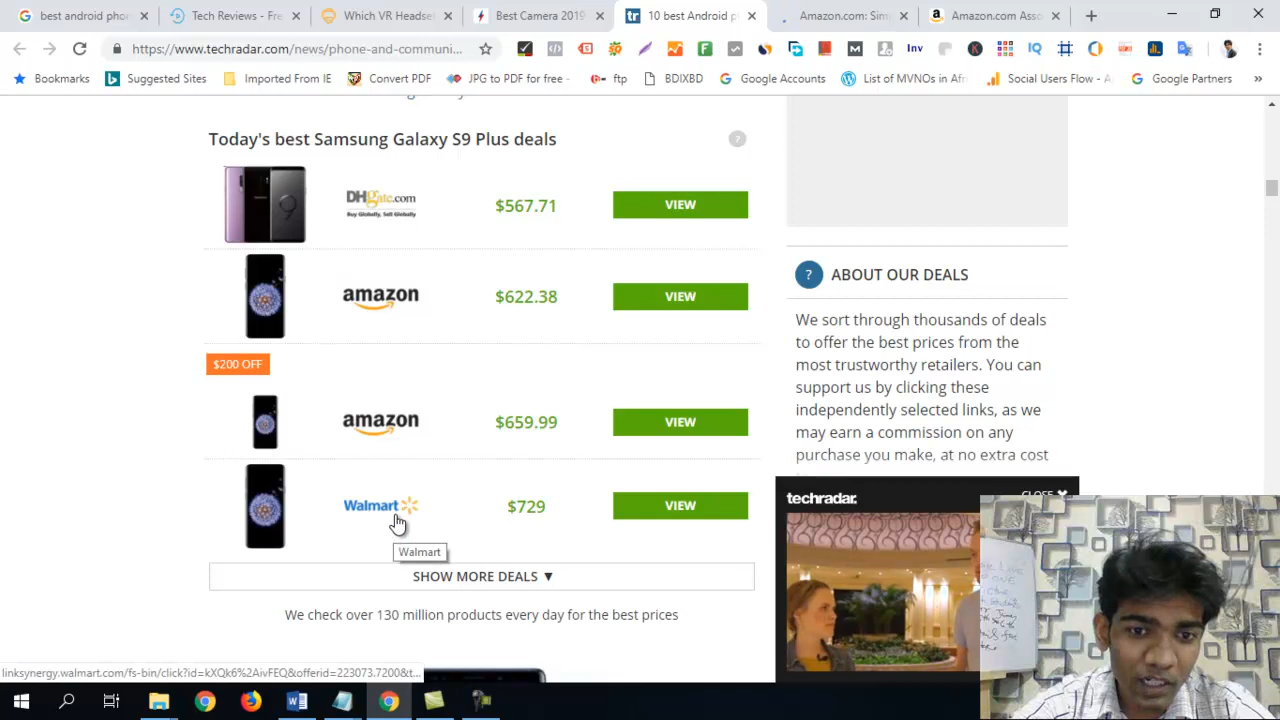 best android phon
Tech Reviews - Fre
Which VR Headse
Best Camera 2019
10 best Android p
Amazon.com: Sim
Amazon.com Asso
https://www.techradar.com/news/phone-and-communi...
Inv
Bookmarks
Suggested Sites
Imported From IE
Convert PDF
JPG to PDF for free -
ftp
BDIXBD
Google Accounts
List of MVNOs in Afr
Social Users Flow - A
Google Partners
»
Today's best Samsung Galaxy S9 Plus deals
?
DHgate.com
Buy Globally, Sell Globally
$567.71
VIEW
amazon
$622.38
VIEW
$200 OFF
amazon
$659.99
VIEW
Walmart
$729
VIEW
Walmart
SHOW MORE DEALS ▼
We check over 130 million products every day for the best prices
? ABOUT OUR DEALS
We sort through thousands of deals
to offer the best prices from the
most trustworthy retailers. You can
support us by clicking these
independently selected links, as we
may earn a commission on any
purchase you make, at no extra cost
techradar.
CLOSE
linksynergy.walmart.com/fs-bin/click?id=kXQk6%2AivFEQ&offerid=223073.7200&t...